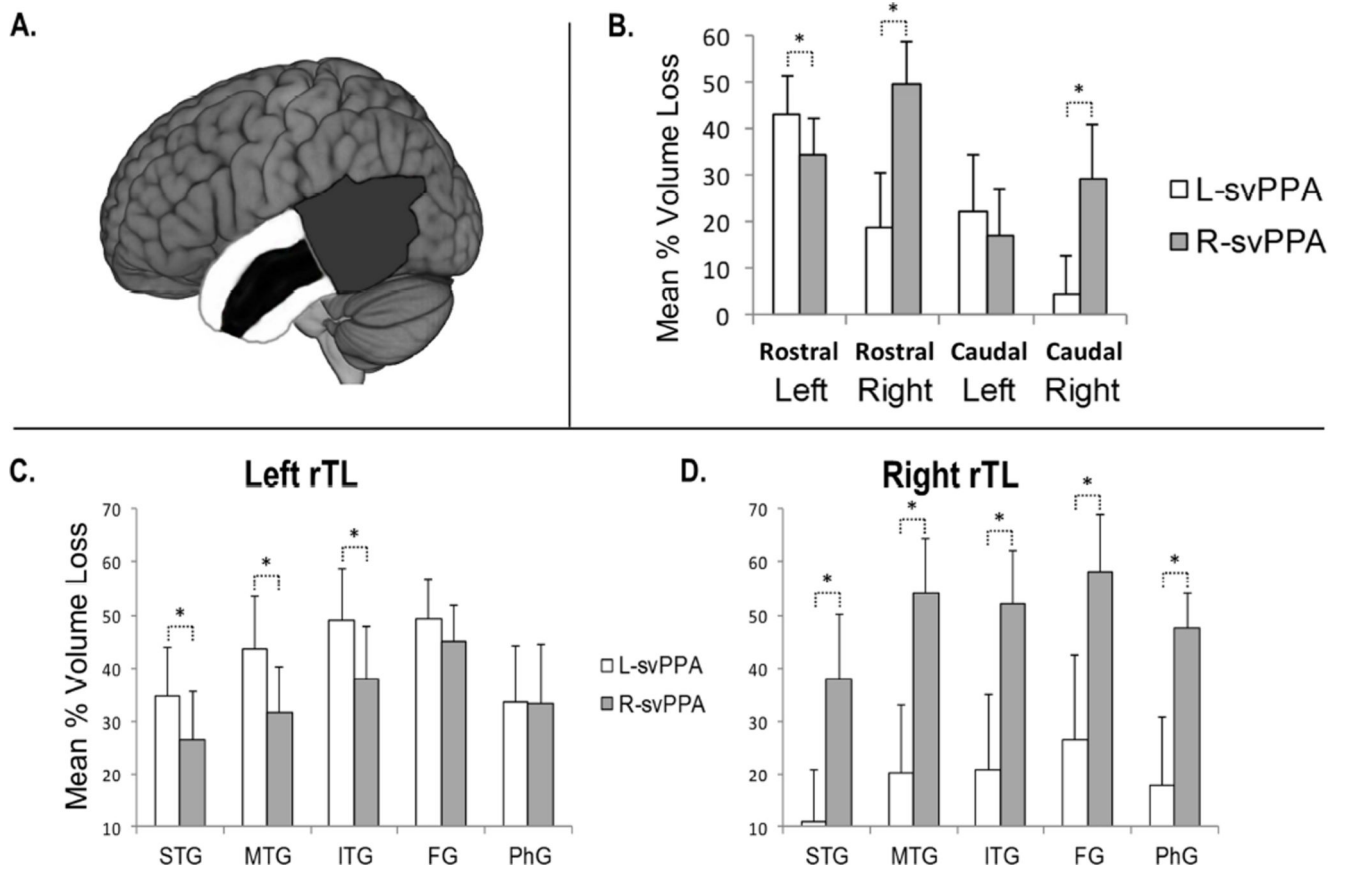 A.
B.
Mean % Volume Loss
60
50
40
30
20
10
0
*
*
*
Rostral Rostral Caudal Caudal
Left Right Left Right
L-svPPA
R-svPPA
C.
Left rTL
Mean % Volume Loss
70
60
50
40
30
20
10
*
*
*
STG MTG ITG FG PhG
L-svPPA
R-svPPA
D.
Right rTL
70
60
50
40
30
20
10
*
*
*
*
*
STG MTG ITG FG PhG